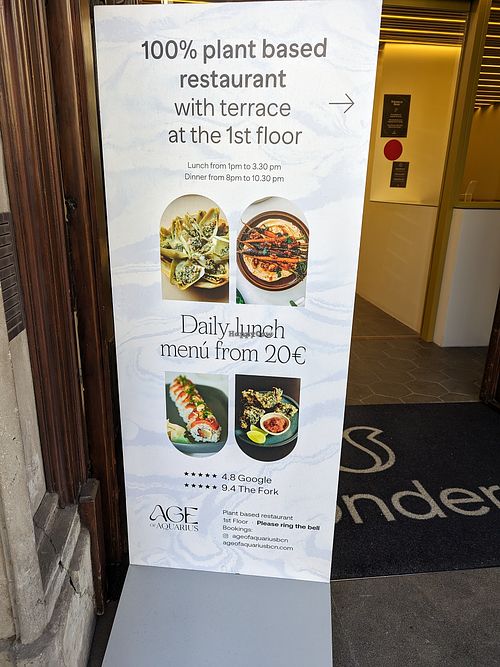 100% plant based
restaurant
with terrace
at the 1st floor
Lunch from 1pm to 3.30 pm
Dinner from 8pm to 10.30 pm
Daily lunch
menú from 20€
★★★★★ 4,8 Google
★★★★★ 9.4 The Fork
AGE
OF AQUARIUS
Plant based restaurant
1st Floor · Please ring the bell
Bookings:
ageofaquariusbcn
ageofaquariusbcn.com
onder